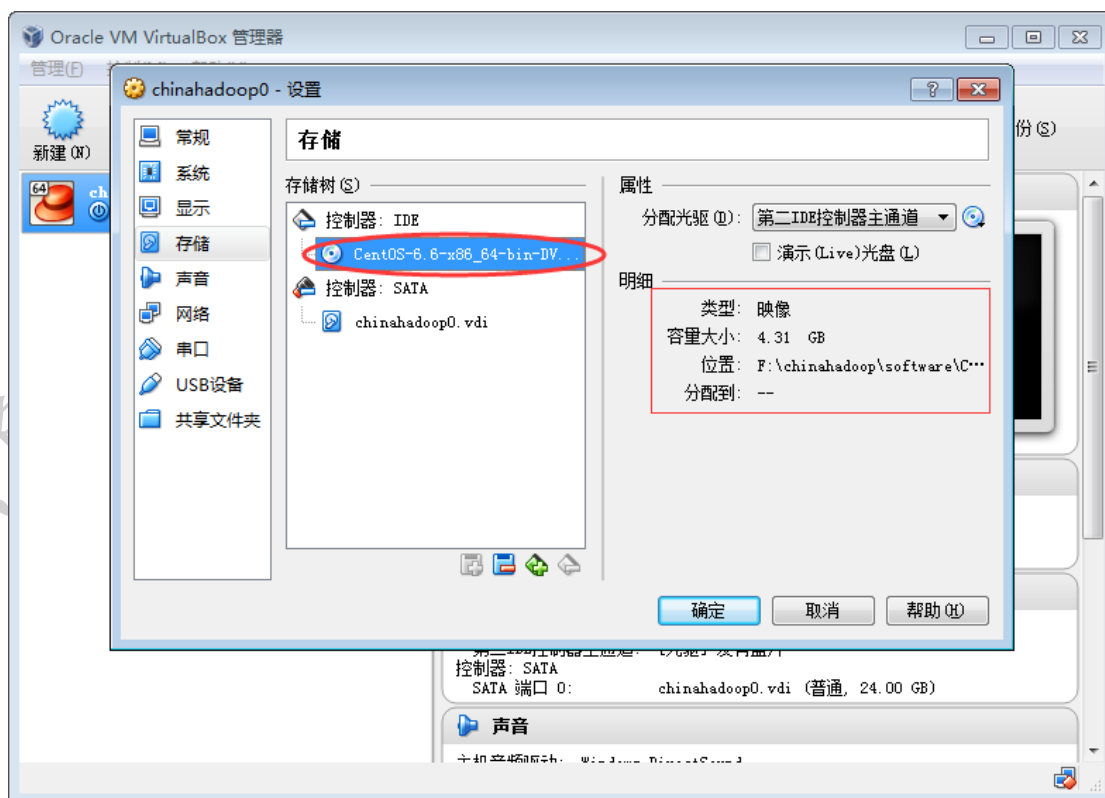 Oracle VM VirtualBox 管理器
管理(F)
chinahadoop0 - 设置
新建(N)
份(S)
64
ch
常规
系统
显示
存储
声音
网络
串口
USB设备
共享文件夹
存储
存储树(S)
控制器: IDE
CentOS-6.6-x86_64-bin-DV...
控制器: SATA
chinahadoop0.vdi
属性
分配光驱(D): 第二IDE控制器主通道
演示(Live)光盘(L)
明细
类型: 映像
容量大小: 4.31 GB
位置: F:\chinahadoop\software\C...
分配到: --
确定
取消
帮助(H)
控制器: SATA
SATA 端口 0: chinahadoop0.vdi (普通, 24.00 GB)
声音